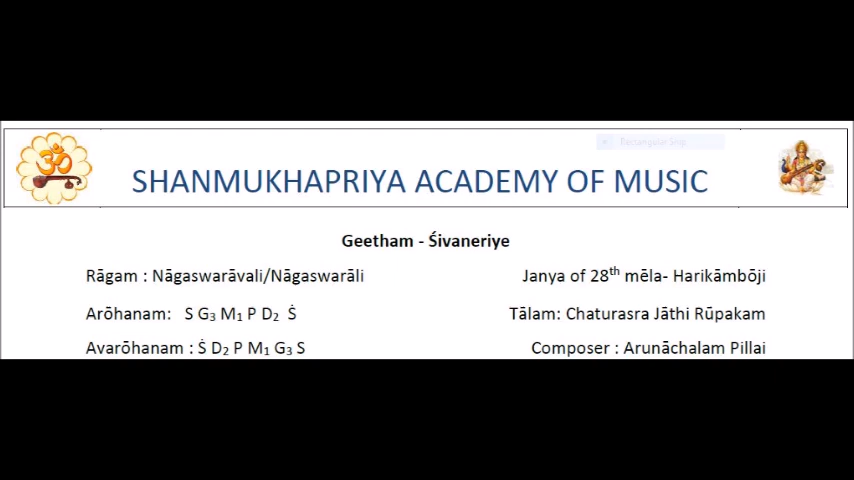 SHANMUKHAPRIYA ACADEMY OF MUSIC
Geetham - Śivaneriye
Rāgam : Nāgaswarāvali/Nāgaswarāli Janya of 28th mēla- Harikāmbōji
Arōhanam: S G₃ M₁ P D₂ Ṡ Tālam: Chaturasra Jāthi Rūpakam
Avarōhanam : Ṡ D₂ P M₁ G₃ S Composer : Arunāchalam Pillai